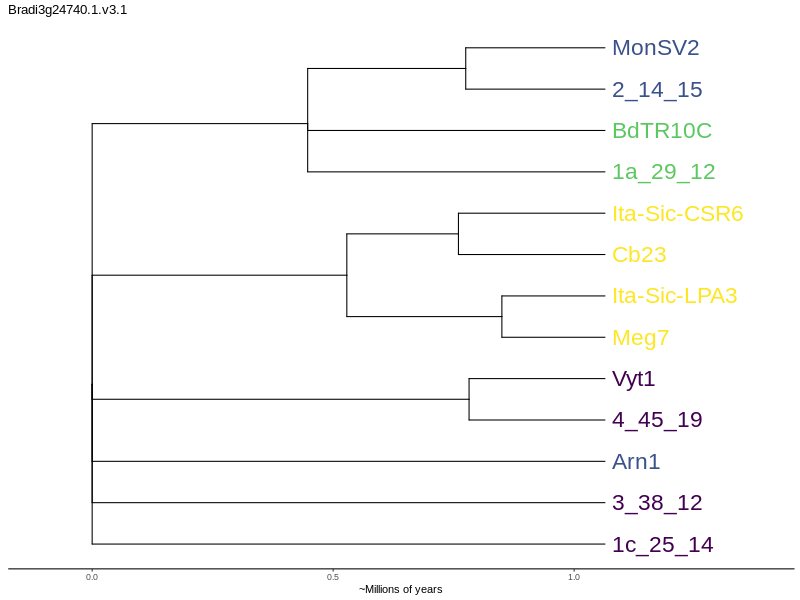 Bradi3g24740.1.v3.1
MonSV2
2_14_15
BdTR10C
1a_29_12
Ita-Sic-CSR6
Cb23
Ita-Sic-LPA3
Meg7
Vyt1
4_45_19
Arn1
3_38_12
1c_25_14
0.0 0.5 1.0
~Millions of years